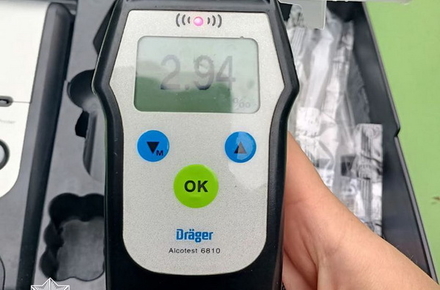 2.94
M
OK
Dräger
Alcotest 6810